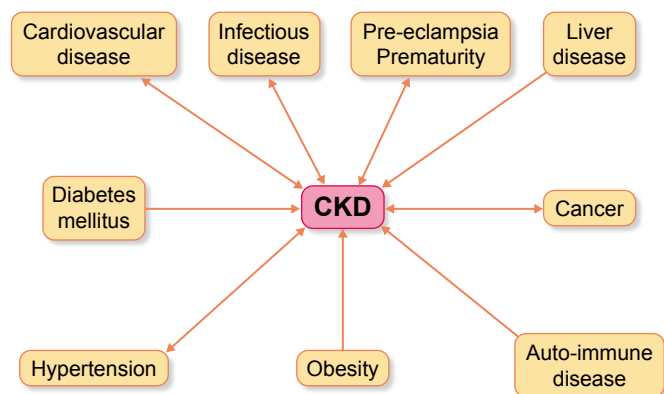 Cardiovascular
disease
Infectious
disease
Pre-eclampsia
Prematurity
Liver
disease
Diabetes
mellitus
CKD
Cancer
Hypertension
Obesity
Auto-immune
disease